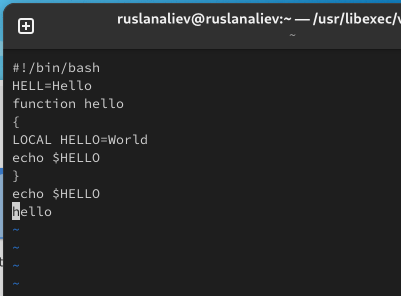 ruslanaliev@ruslanaliev:~ — /usr/libexec/v
~
#!/bin/bash
HELL=Hello
function hello
{
LOCAL HELLO=World
echo $HELLO
}
echo $HELLO
hello
~
~
~
~